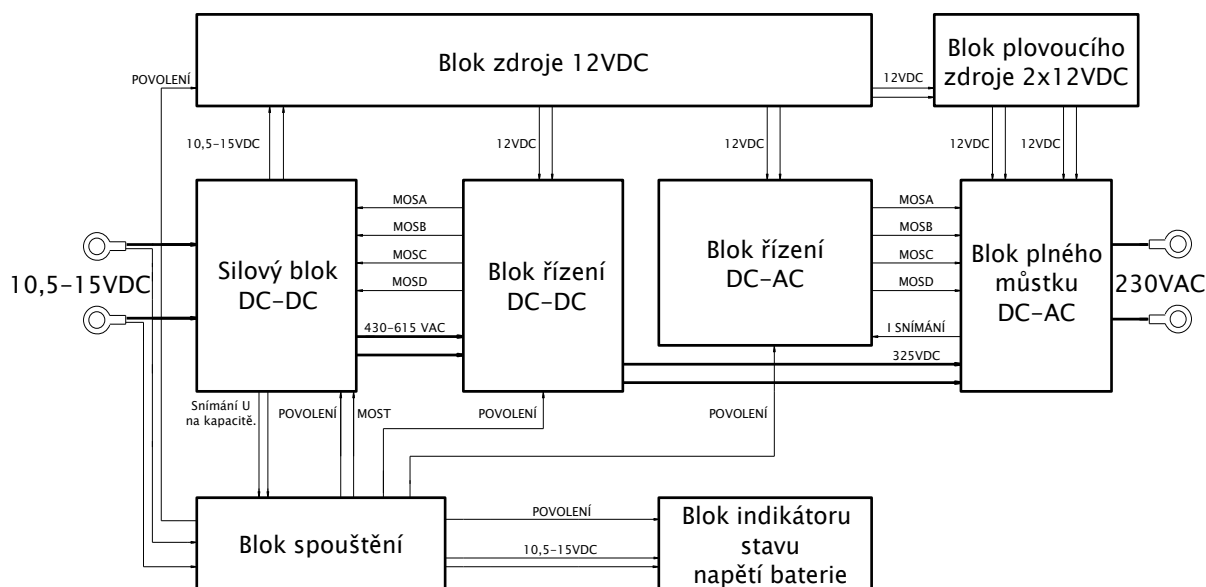 Blok zdroje 12VDC
Blok plovoucího
zdroje 2x12VDC
POVOLENÍ
12VDC
10,5-15VDC
12VDC
12VDC
12VDC
12VDC
Silový blok
DC-DC
MOSA
MOSB
MOSC
MOSD
Blok řízení
DC-DC
Blok řízení
DC-AC
MOSA
MOSB
MOSC
MOSD
I SNÍMÁNÍ
Blok plného
můstku
DC-AC
10,5-15VDC
230VAC
430-615 VAC
325VDC
Snímání U
na kapacitě.
POVOLENÍ
MOST
POVOLENÍ
POVOLENÍ
Blok spouštění
POVOLENÍ
10,5-15VDC
Blok indikátoru
stavu
napětí baterie